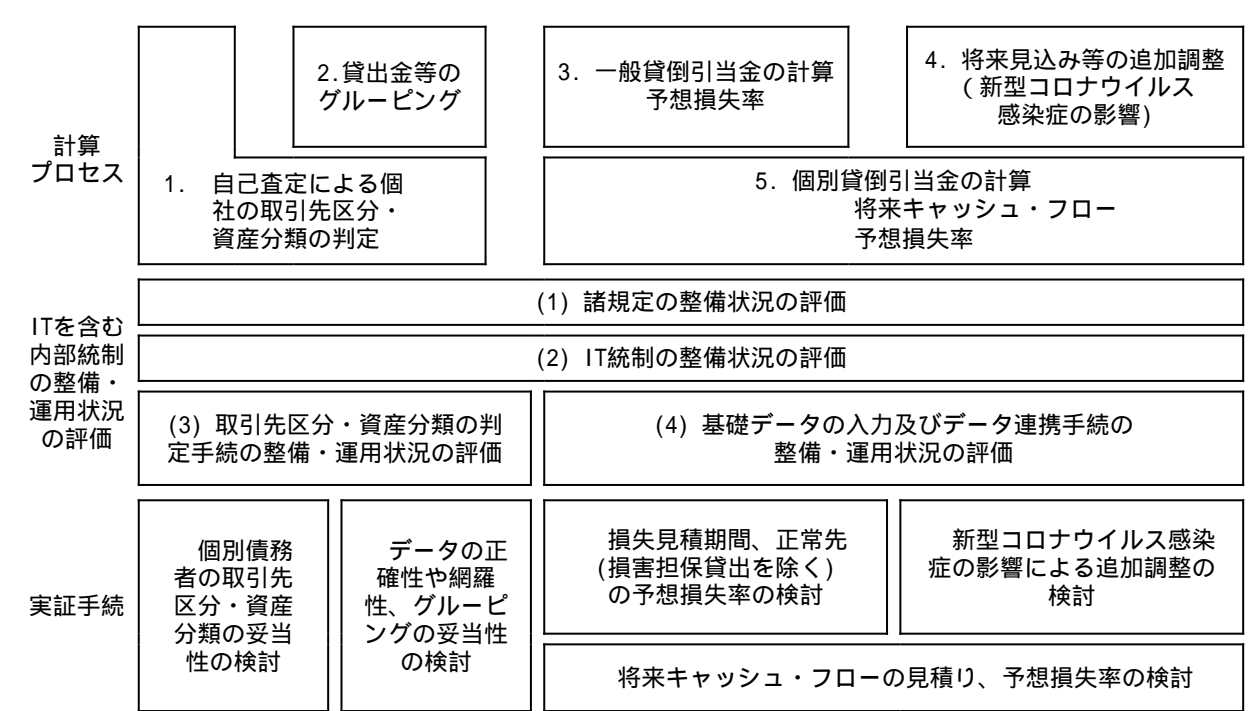 計算
プロセス
2.貸出金等の
グルーピング
3. 一般貸倒引当金の計算
予想損失率
4. 将来見込み等の追加調整
(新型コロナウイルス
感染症の影響)
1. 自己査定による個
社の取引先区分・
資産分類の判定
5. 個別貸倒引当金の計算
将来キャッシュ・フロー
予想損失率
ITを含む
内部統制
の整備・
運用状況
の評価
(1) 諸規定の整備状況の評価
(2) IT統制の整備状況の評価
(3) 取引先区分・資産分類の判
定手続の整備・運用状況の評価
(4) 基礎データの入力及びデータ連携手続の
整備・運用状況の評価
実証手続
個別債務
者の取引先
区分・資産
分類の妥当
性の検討
データの正
確性や網羅
性、グルーピ
ングの妥当性
の検討
損失見積期間、正常先
(損害担保貸出を除く)
の予想損失率の検討
新型コロナウイルス感染
症の影響による追加調整の
検討
将来キャッシュ・フローの見積り、予想損失率の検討